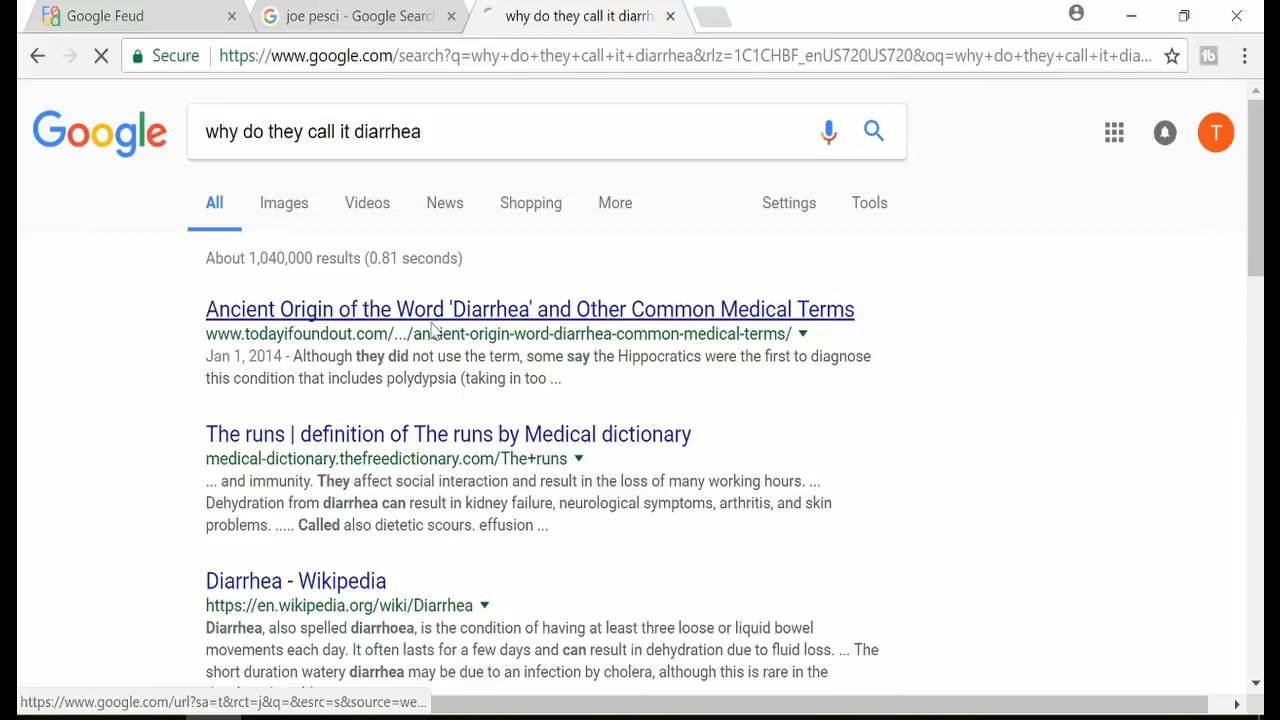 Google Feud
joe pesci - Google Searc
why do they call it diarrh
Secure https://www.google.com/search?q=why+do+they+call+it+diarrhea&rlz=1C1CHBF_enUS720US720&oq=why+do+they+call+it+dia...
Google why do they call it diarrhea T
All Images Videos News Shopping More Settings Tools
About 1,040,000 results (0.81 seconds)
Ancient Origin of the Word 'Diarrhea' and Other Common Medical Terms
www.todayifoundout.com/.../ancient-origin-word-diarrhea-common-medical-terms/
Jan 1, 2014 - Although they did not use the term, some say the Hippocratics were the first to diagnose
this condition that includes polydypsia (taking in too ...
The runs | definition of The runs by Medical dictionary
medical-dictionary.thefreedictionary.com/The+runs
... and immunity. They affect social interaction and result in the loss of many working hours. ...
Dehydration from diarrhea can result in kidney failure, neurological symptoms, arthritis, and skin
problems. ..... Called also dietetic scours. effusion ...
Diarrhea - Wikipedia
https://en.wikipedia.org/wiki/Diarrhea
Diarrhea, also spelled diarrhoea, is the condition of having at least three loose or liquid bowel
movements each day. It often lasts for a few days and can result in dehydration due to fluid loss. ... The
short duration watery diarrhea may be due to an infection by cholera, although this is rare in the
https://www.google.com/url?sa=t&rct=j&q=&esrc=s&source=we...